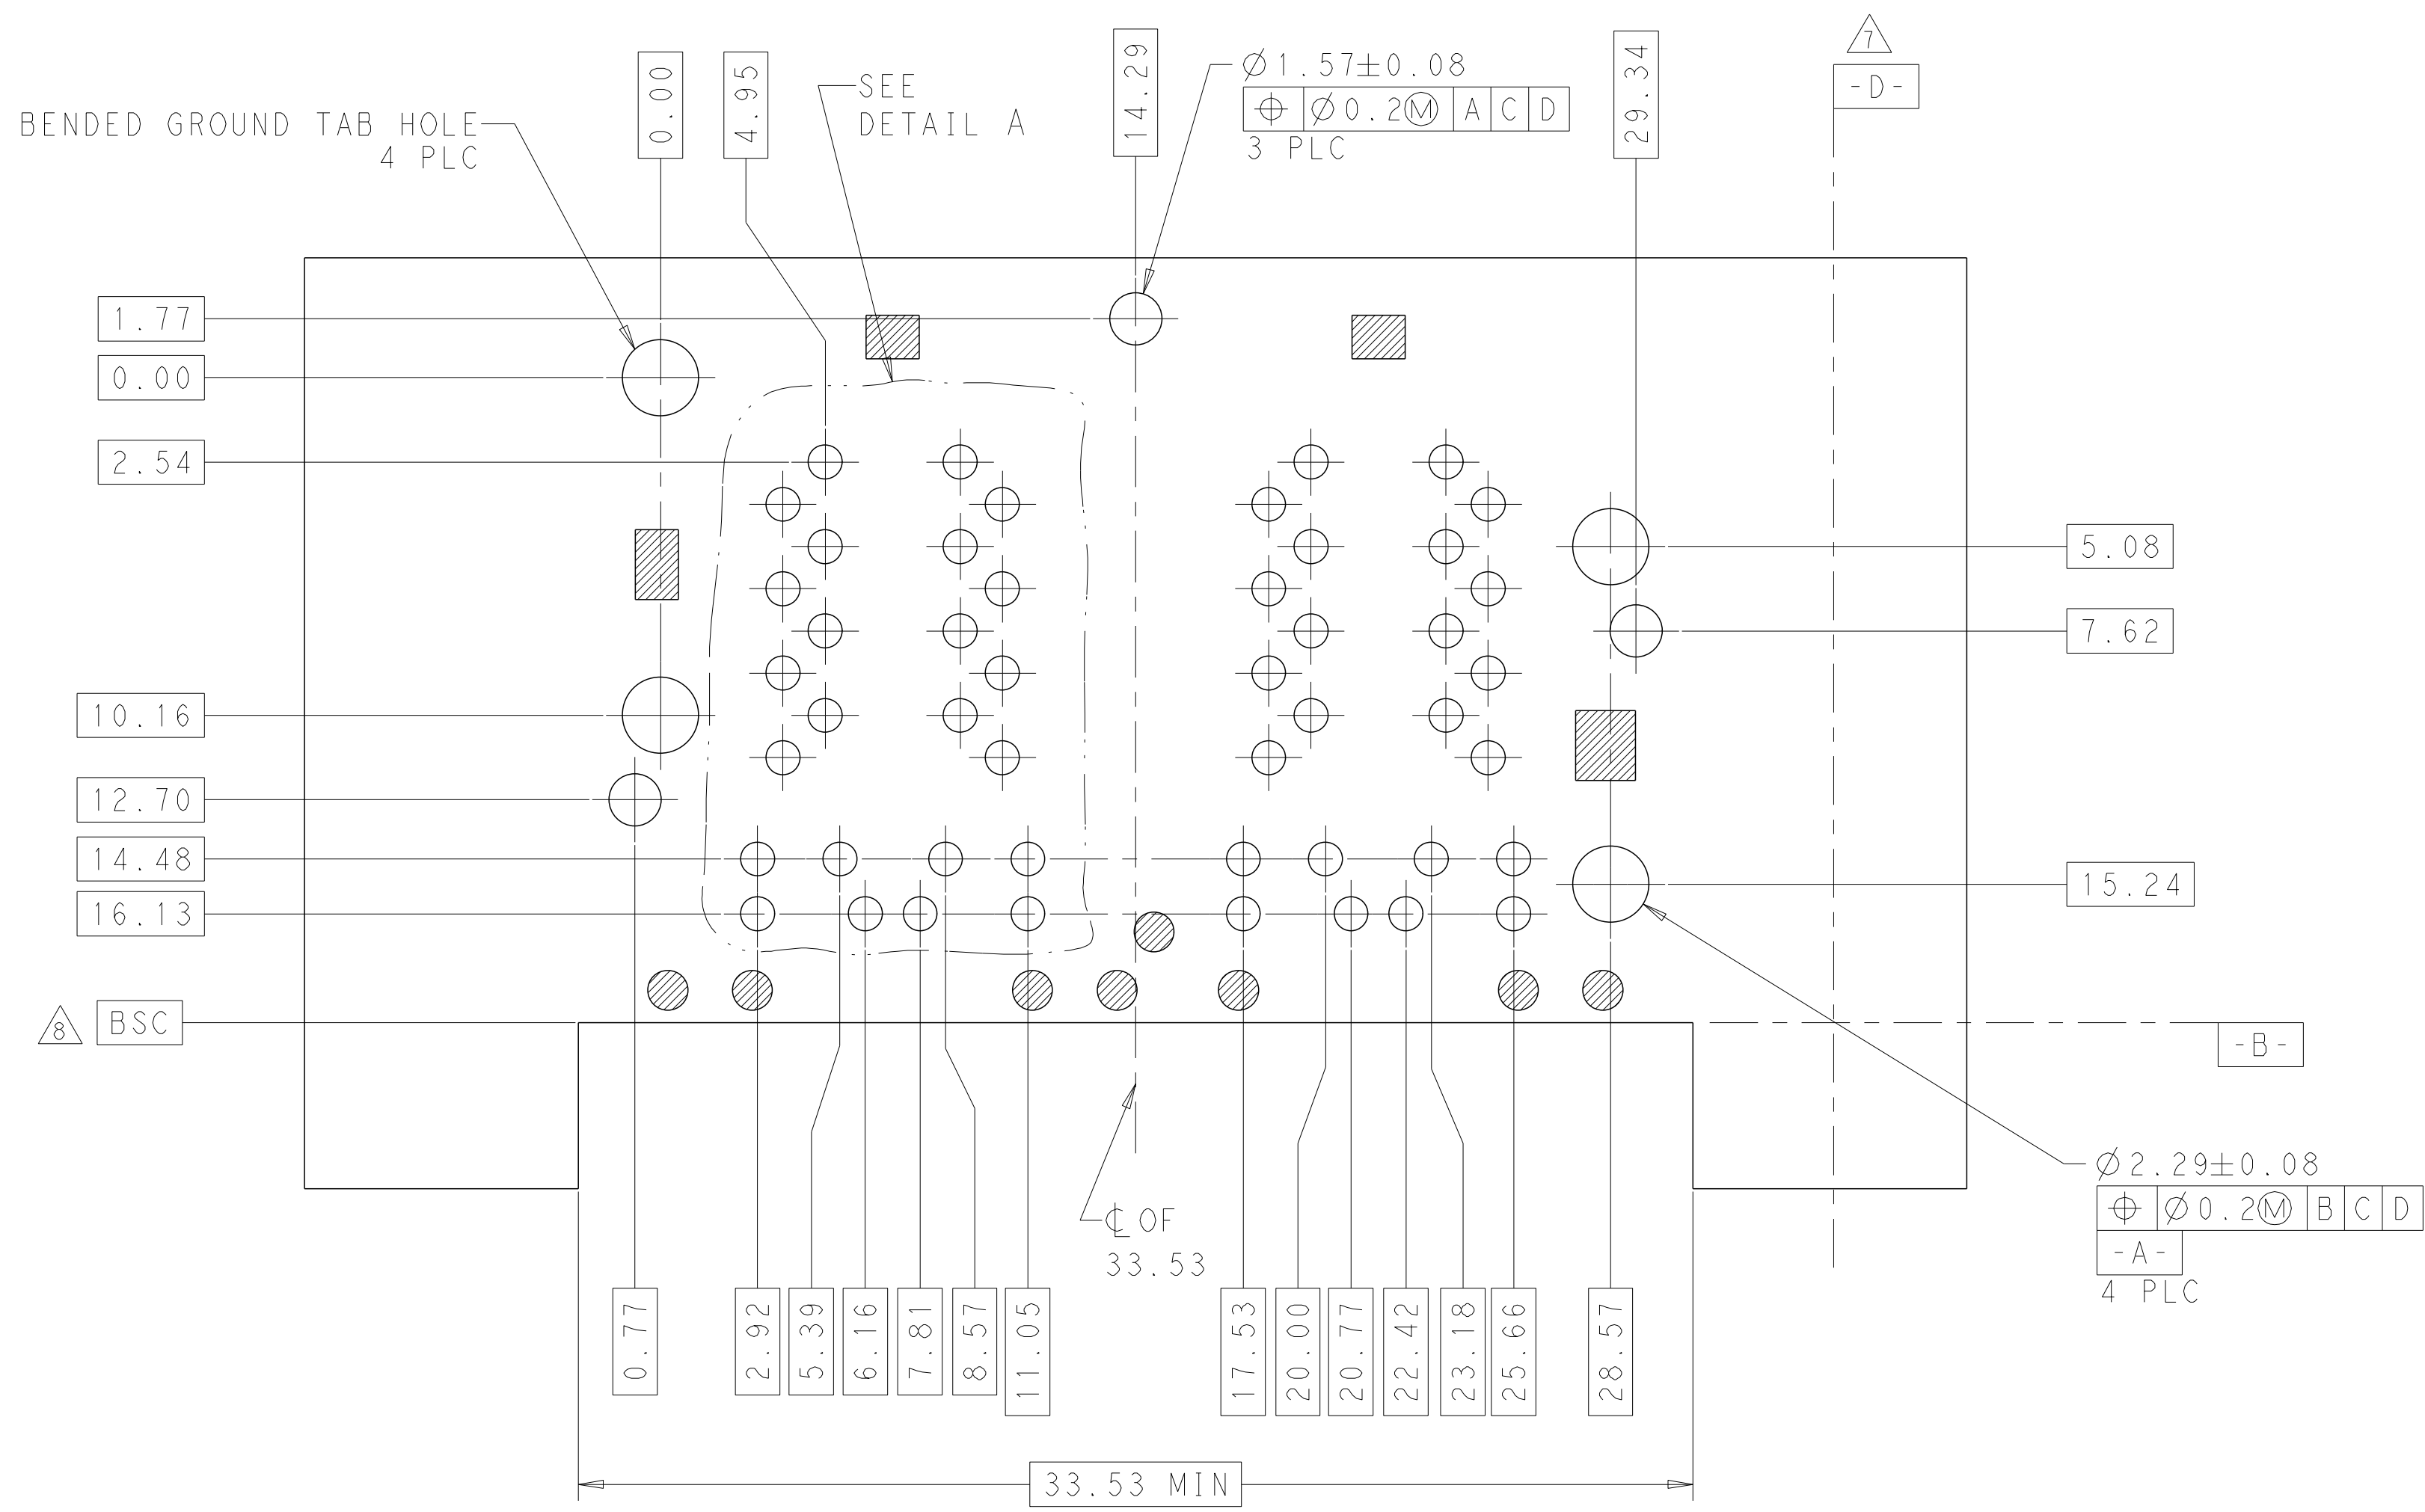 7
-D-
0.00
4.95
14.29
29.34
SEE
DETAIL A
Ø1.57±0.08
⌖ Ø0.2Ⓜ A C D
3 PLC
BENDED GROUND TAB HOLE
4 PLC
1.77
0.00
2.54
5.08
7.62
10.16
12.70
14.48
16.13
15.24
8 BSC
-B-
Ø2.29±0.08
⌖ Ø0.2Ⓜ B C D
-A-
4 PLC
℄ OF
33.53
0.77
2.92
5.39
6.16
7.81
8.57
11.05
17.53
20.00
20.77
22.42
23.18
25.66
28.57
33.53 MIN